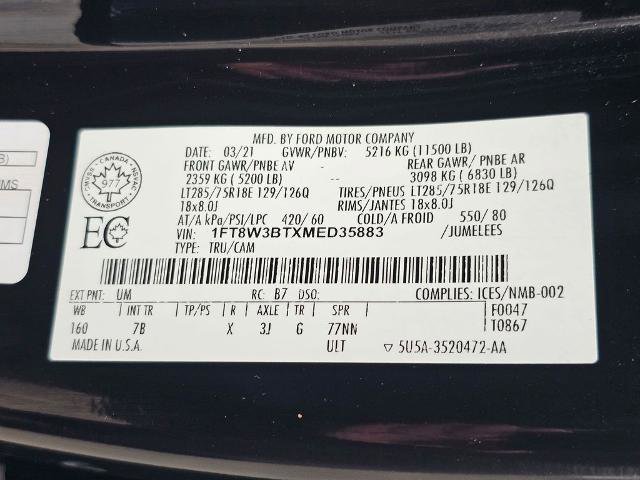 MFD. BY FORD MOTOR COMPANY
DATE: 03/21 GVWR/PNBV: 5216 KG (11500 LB)
FRONT GAWR/PNBE AV - REAR GAWR/ PNBE AR
2359 KG ( 5200 LB) 3098 KG ( 6830 LB)
LT285/75R18E 129/126Q TIRES/PNEUS LT285/75R18E 129/126Q
18x8.0J RIMS/JANTES 18x8.0J
AT/A kPa/PSI/LPC 420/ 60 COLD/A FROID 550/ 80
VIN: 1FT8W3BTXMED35883 /JUMELEES
TYPE: TRU/CAM
CANADA
977
TRANSPORT
EC
EXT PNT: UM RC: B7 DSO: COMPLIES: ICES/NMB-002
WB INT TR TP/PS R AXLE TR SPR F0047
160 7B X 3J G 77NN T0867
MADE IN U.S.A. ULT ▽ 5U5A-3520472-AA